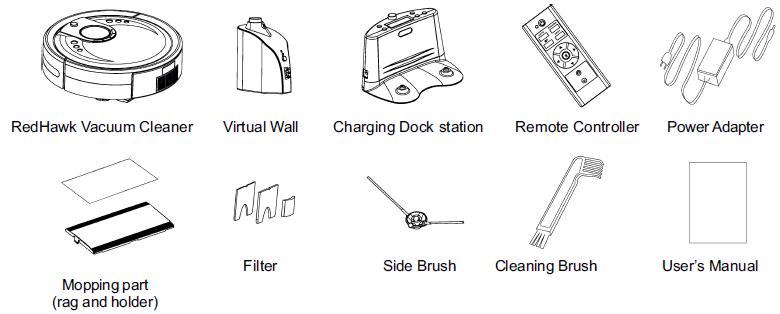 RedHawk Vacuum Cleaner
Virtual Wall
Charging Dock station
Remote Controller
Power Adapter
Mopping part
(rag and holder)
Filter
Side Brush
Cleaning Brush
User’s Manual